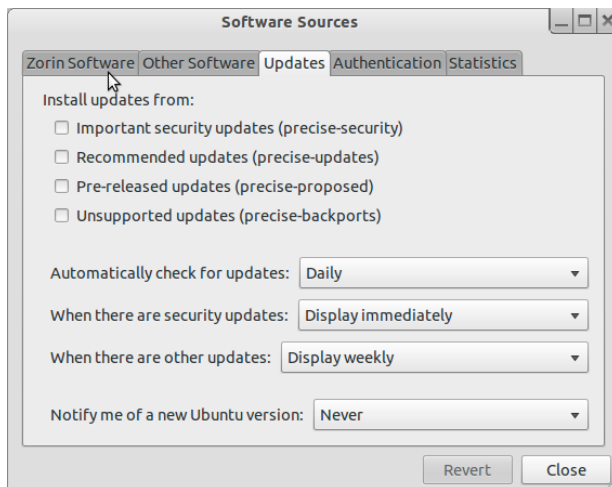 Software Sources
Zorin Software Other Software Updates Authentication Statistics
Install updates from:
Important security updates (precise-security)
Recommended updates (precise-updates)
Pre-released updates (precise-proposed)
Unsupported updates (precise-backports)
Automatically check for updates: Daily
When there are security updates: Display immediately
When there are other updates: Display weekly
Notify me of a new Ubuntu version: Never
Revert Close